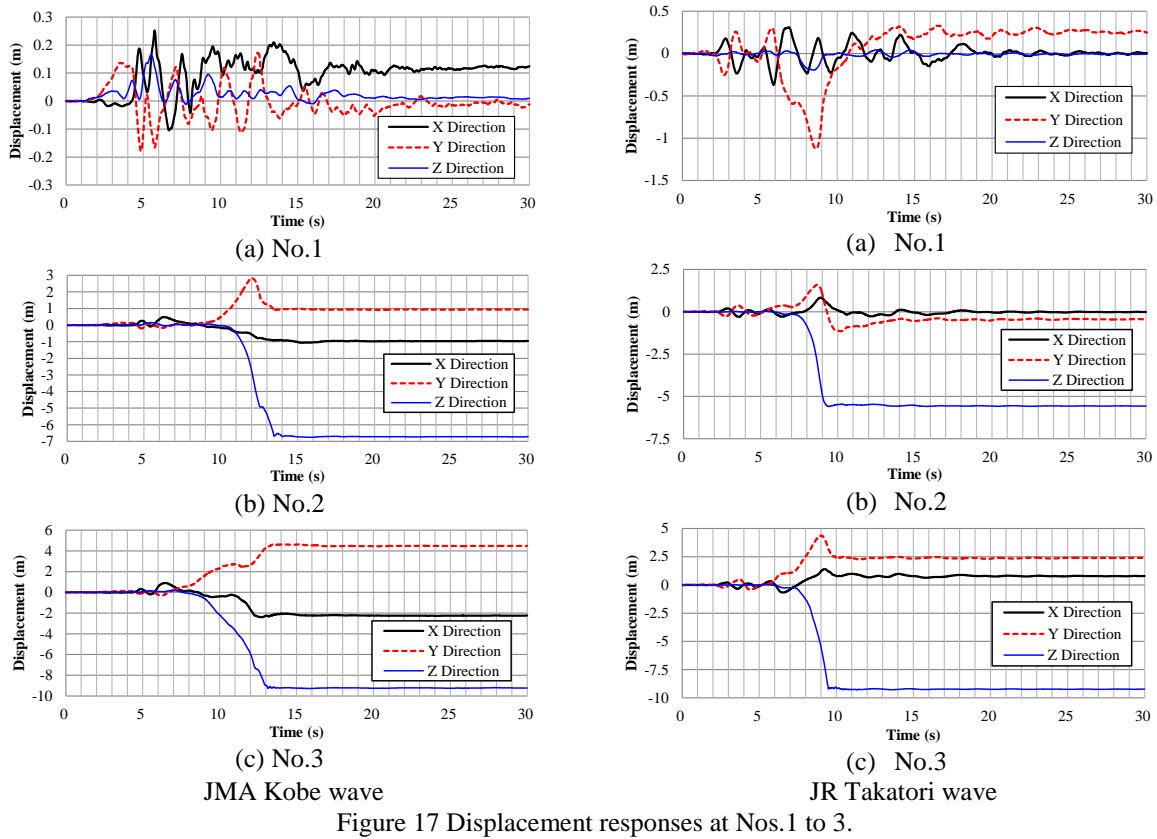 0.3
0.2
0.1
0
-0.1
-0.2
-0.3
Displacement (m)
X Direction
Y Direction
Z Direction
0 5 10 15 20 25 30
Time (s)
(a) No.1
3
2
1
0
-1
-2
-3
-4
-5
-6
-7
Displacement (m)
X Direction
Y Direction
Z Direction
0 5 10 15 20 25 30
Time (s)
(b) No.2
6
4
2
0
-2
-4
-6
-8
-10
Displacement (m)
X Direction
Y Direction
Z Direction
0 5 10 15 20 25 30
Time (s)
(c) No.3
JMA Kobe wave
0.5
0
-0.5
-1
-1.5
Displacement (m)
X Direction
Y Direction
Z Direction
0 5 10 15 20 25 30
Time (s)
(a) No.1
2.5
0
-2.5
-5
-7.5
Displacement (m)
X Direction
Y Direction
Z Direction
0 5 10 15 20 25 30
Time (s)
(b) No.2
5
2.5
0
-2.5
-5
-7.5
-10
Displacement (m)
X Direction
Y Direction
Z Direction
0 5 10 15 20 25 30
Time (s)
(c) No.3
JR Takatori wave
Figure 17 Displacement responses at Nos.1 to 3.